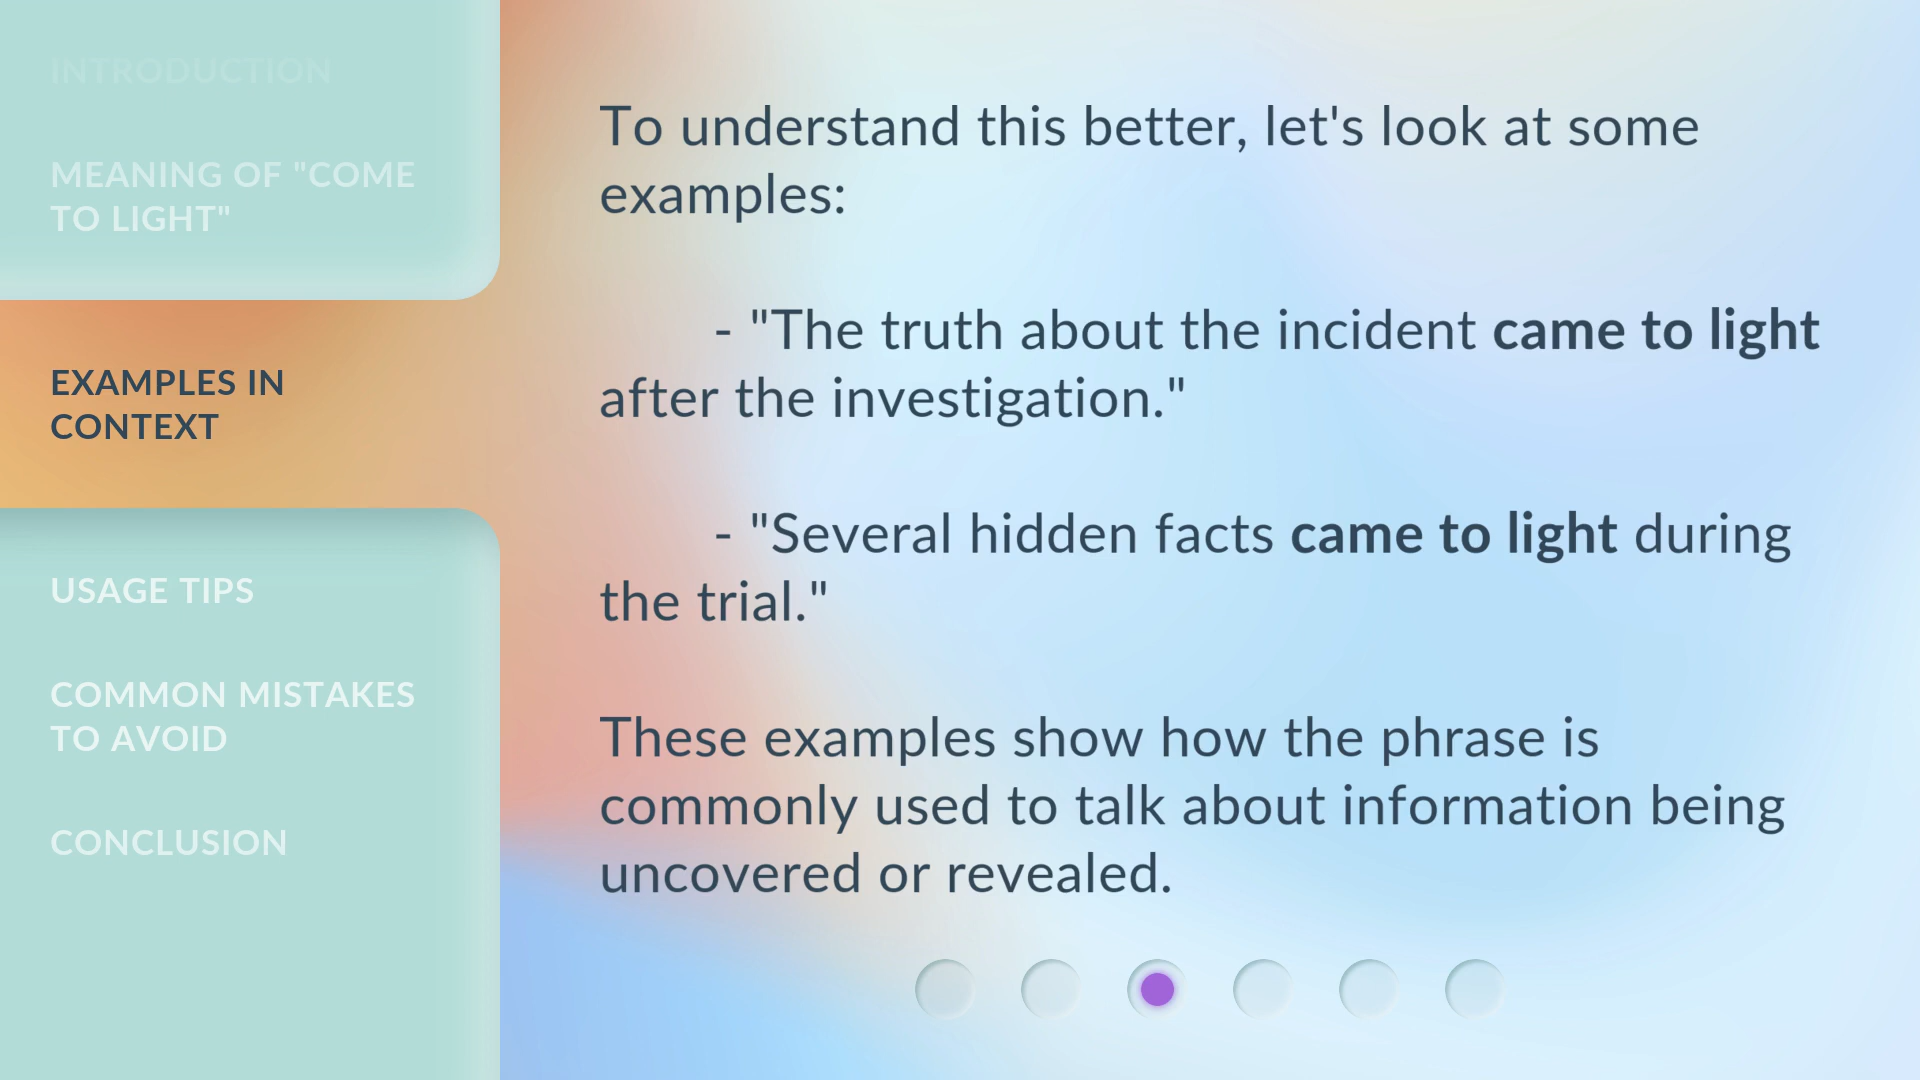 INTRODUCTION
MEANING OF "COME
TO LIGHT"
EXAMPLES IN
CONTEXT
USAGE TIPS
COMMON MISTAKES
TO AVOID
CONCLUSION
To understand this better, let's look at some
examples:
- "The truth about the incident came to light
after the investigation."
- "Several hidden facts came to light during
the trial."
These examples show how the phrase is
commonly used to talk about information being
uncovered or revealed.